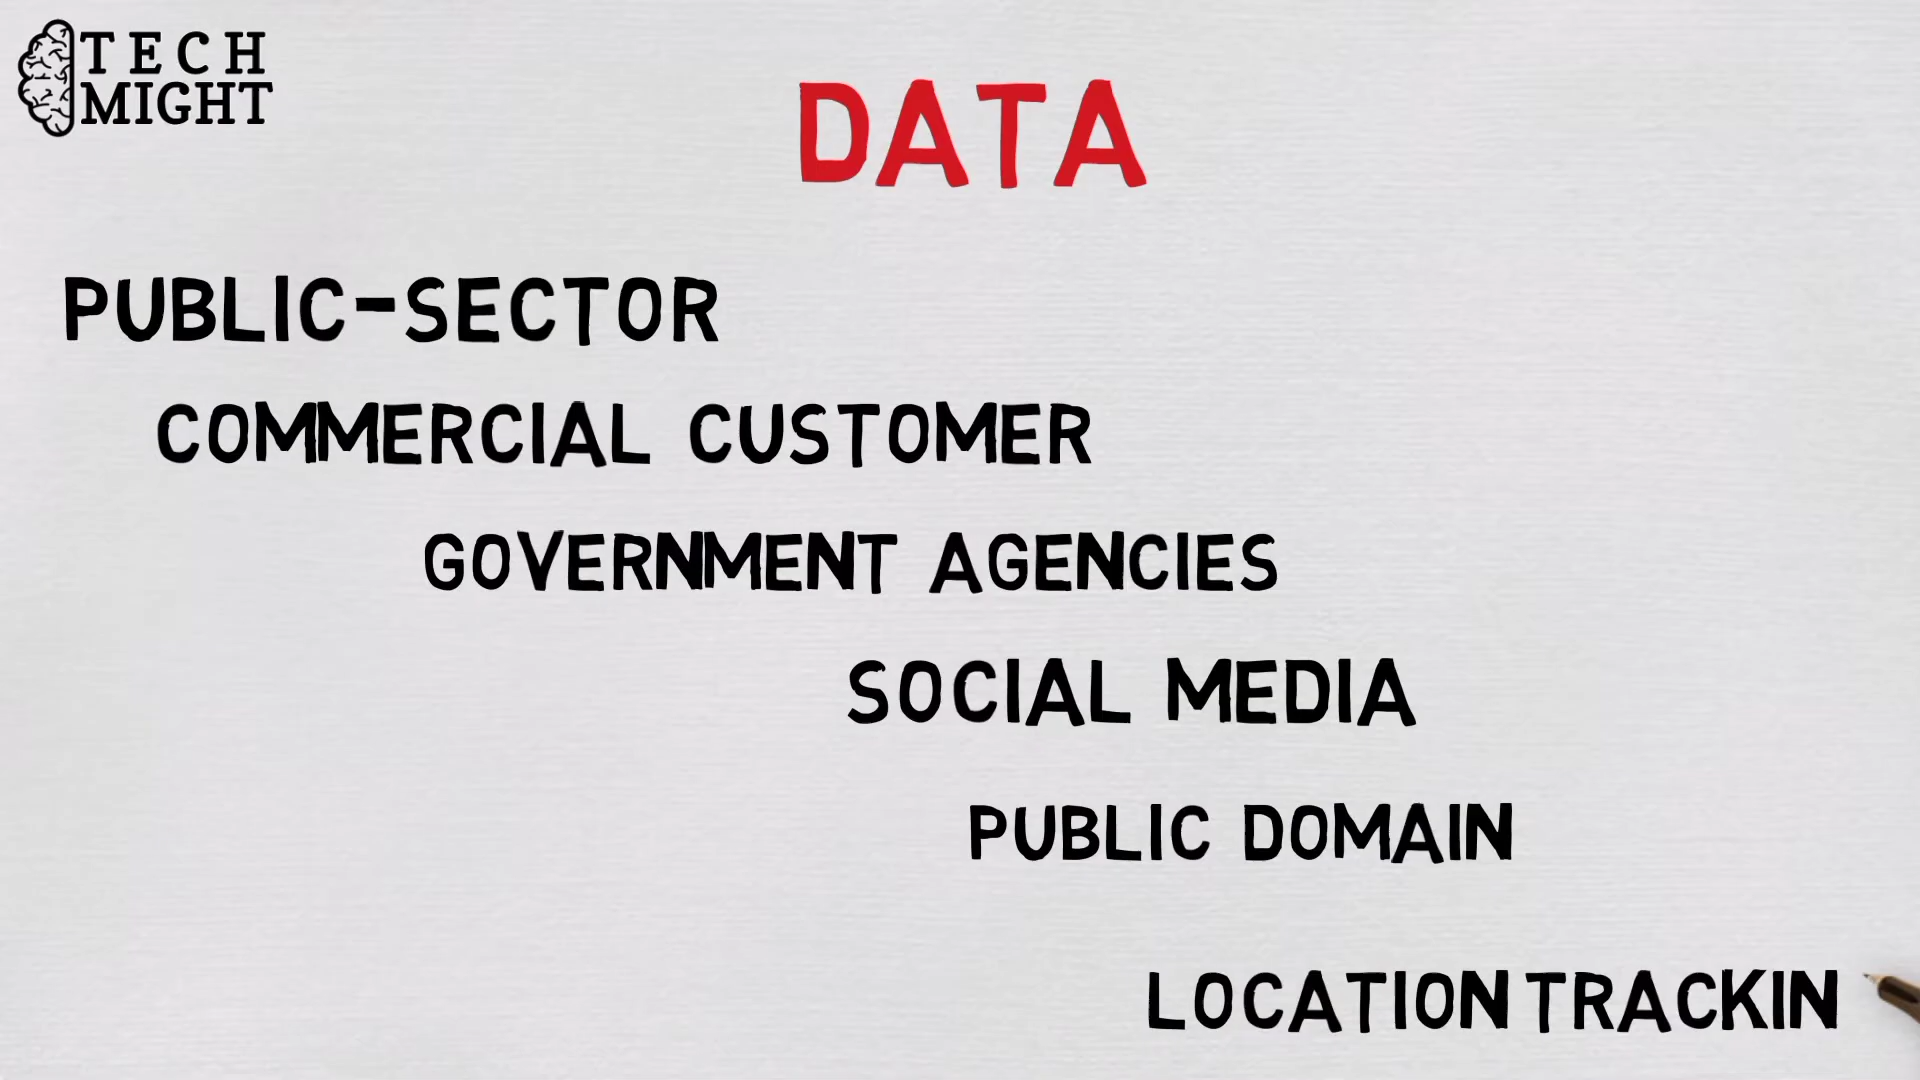 TECH
MIGHT
DATA
PUBLIC-SECTOR
COMMERCIAL CUSTOMER
GOVERNMENT AGENCIES
SOCIAL MEDIA
PUBLIC DOMAIN
LOCATION TRACKIN